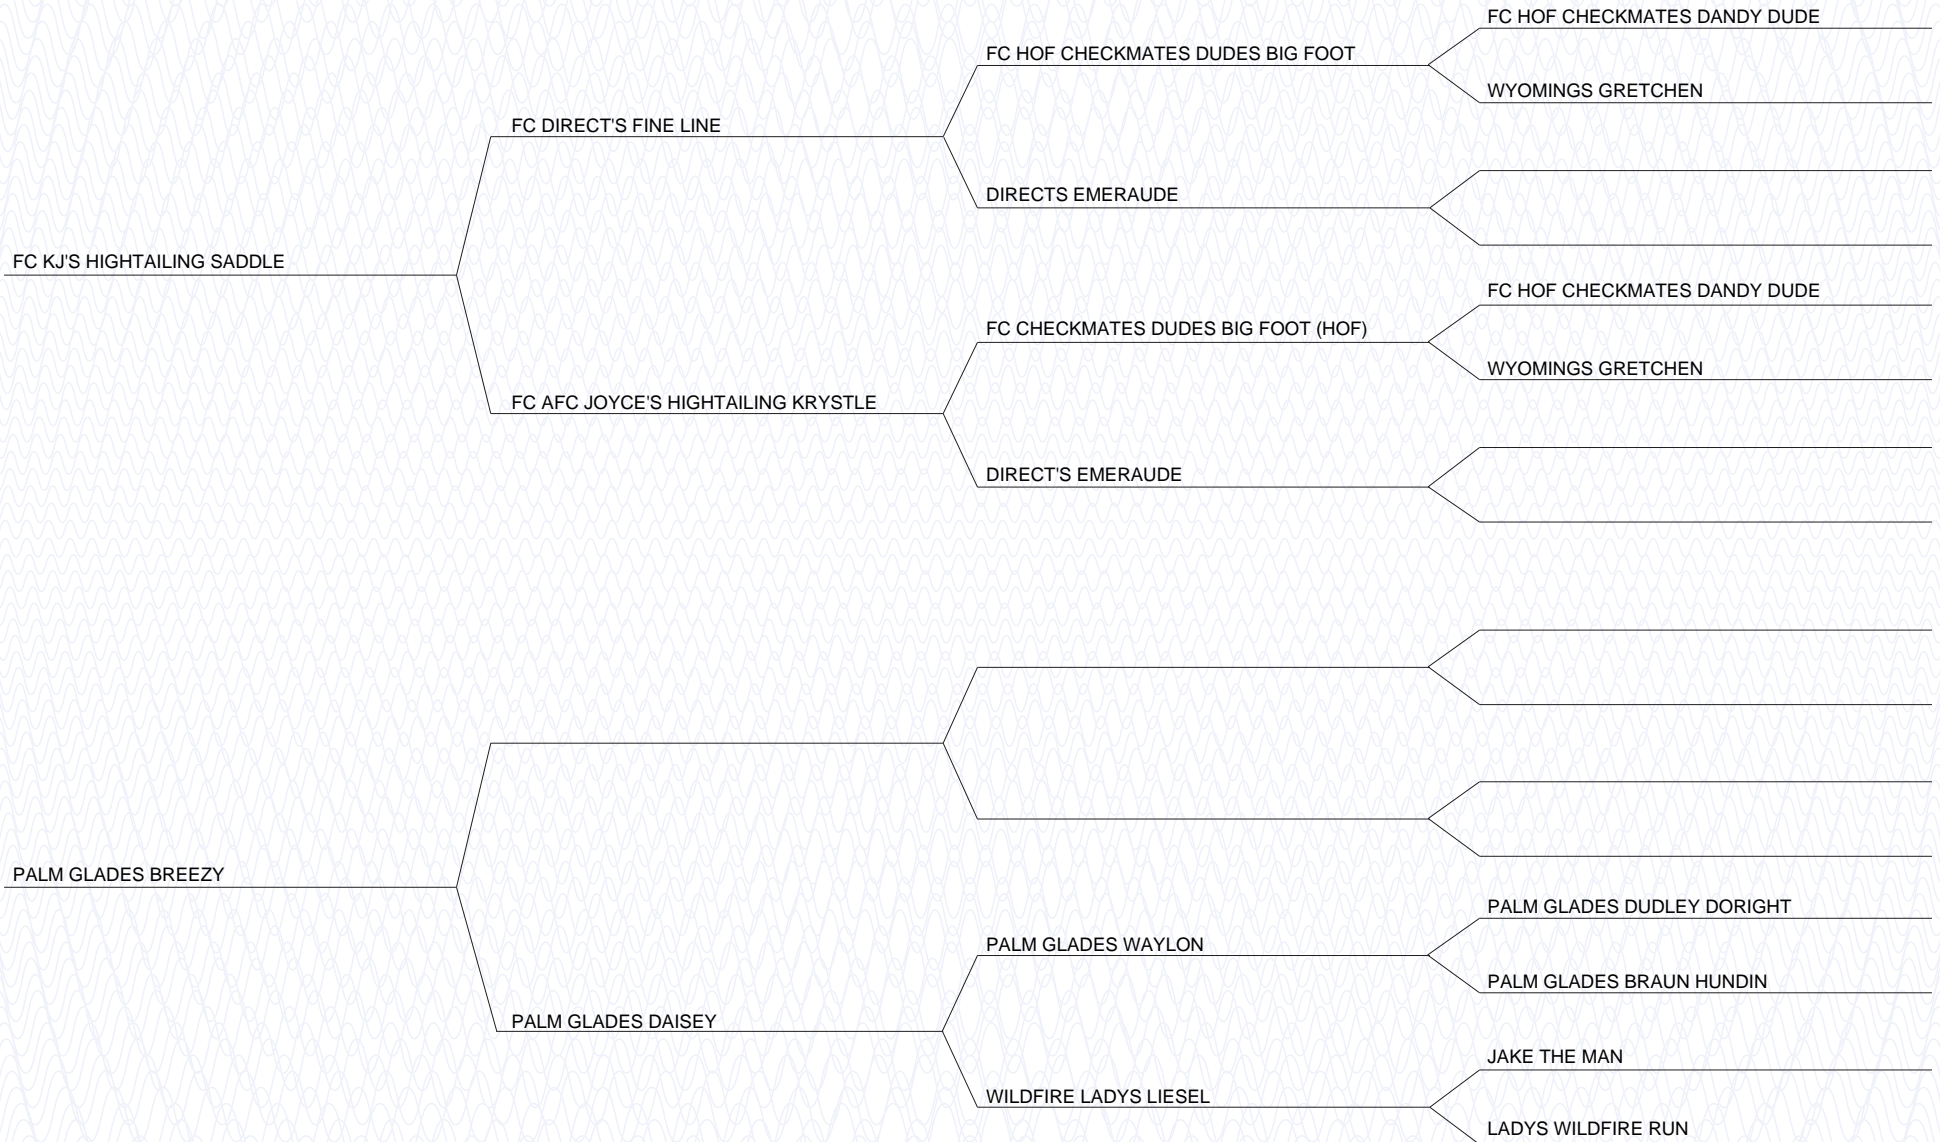 FC HOF CHECKMATES DANDY DUDE
FC HOF CHECKMATES DUDES BIG FOOT
WYOMINGS GRETCHEN
FC DIRECT'S FINE LINE
DIRECTS EMERAUDE
FC KJ'S HIGHTAILING SADDLE
FC HOF CHECKMATES DANDY DUDE
FC CHECKMATES DUDES BIG FOOT (HOF)
WYOMINGS GRETCHEN
FC AFC JOYCE'S HIGHTAILING KRYSTLE
DIRECT'S EMERAUDE
PALM GLADES BREEZY
PALM GLADES DUDLEY DORIGHT
PALM GLADES WAYLON
PALM GLADES BRAUN HUNDIN
PALM GLADES DAISEY
JAKE THE MAN
WILDFIRE LADYS LIESEL
LADYS WILDFIRE RUN